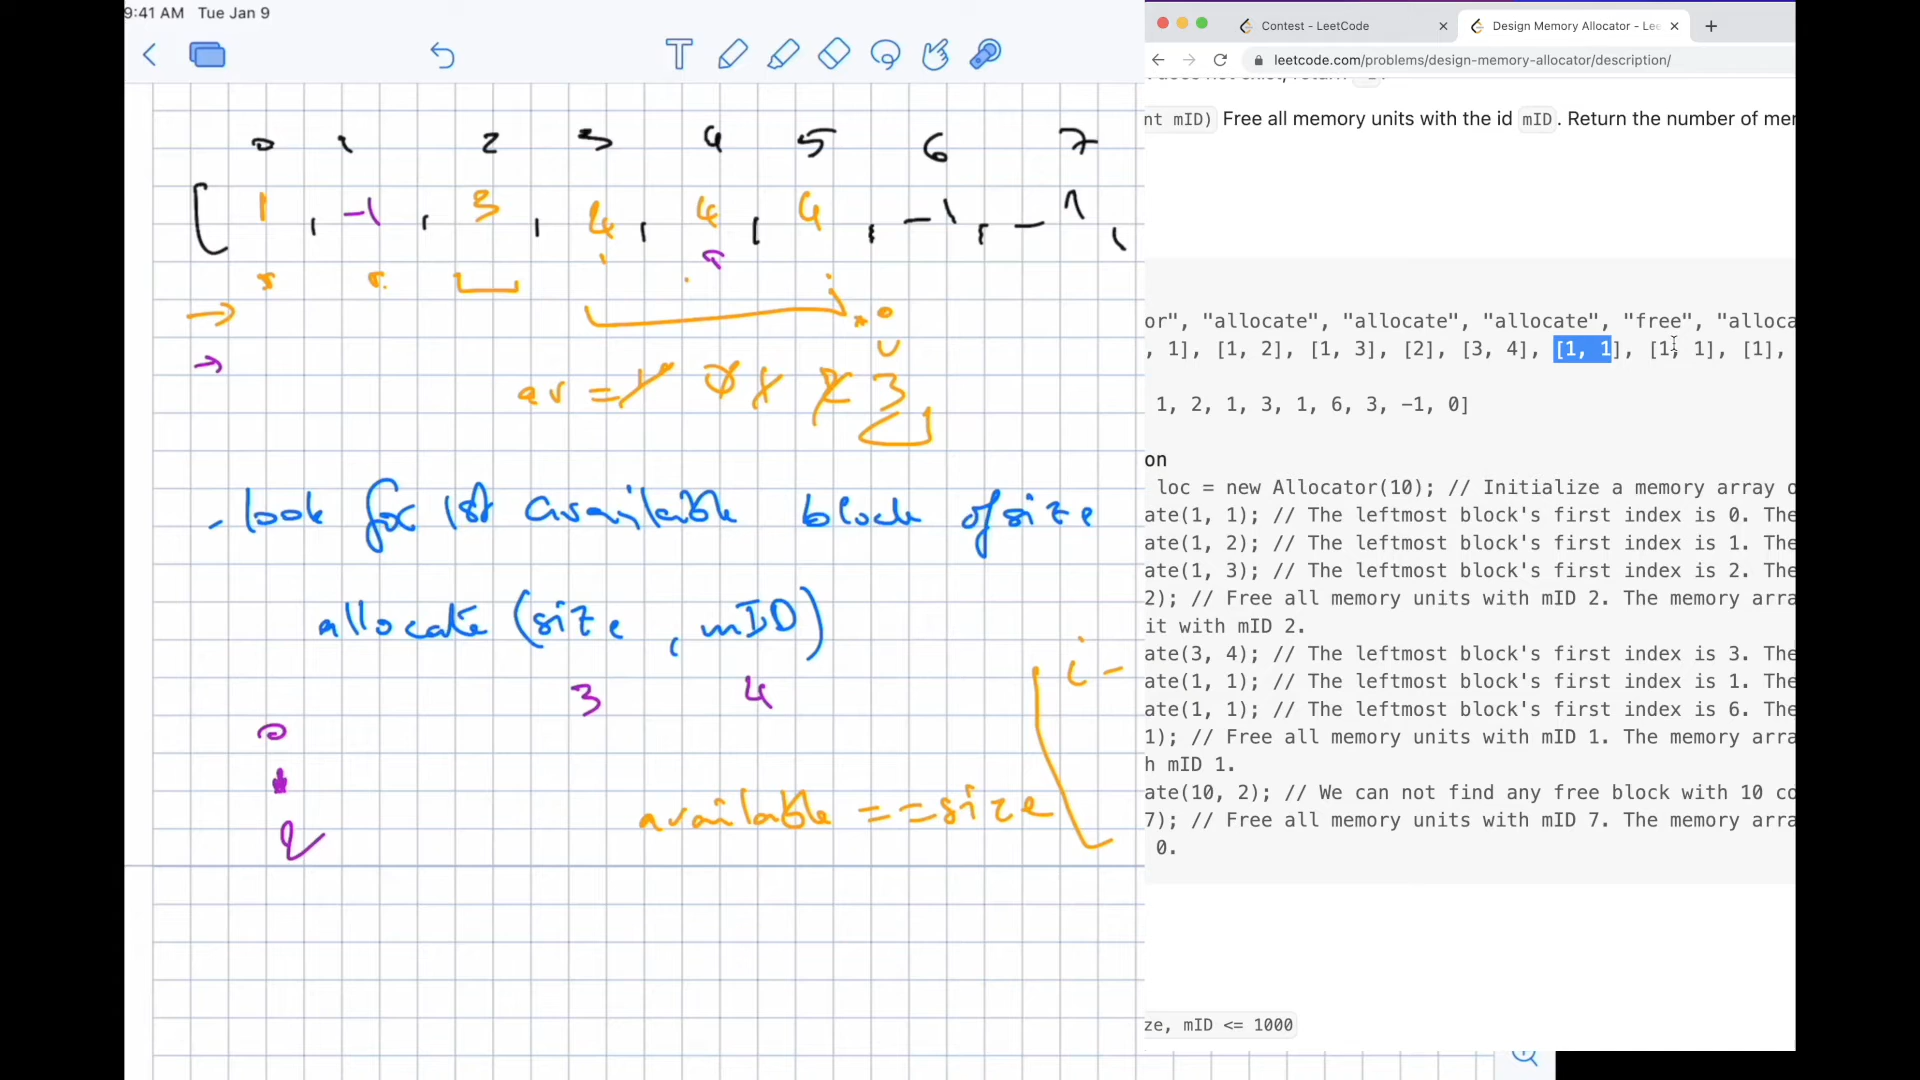 9:41 AM Tue Jan 9
0 1 2 3 4 5 6 7
[ 1 , -1 , 3 , 4 , 4 , 4 , -1 , -1 ,
av =
3
- look for 1st available block of size
allocate (size , mID)
3 4
0
i -
available == size
Contest - LeetCode
Design Memory Allocator - Lee
leetcode.com/problems/design-memory-allocator/description/
nt mID) Free all memory units with the id mID. Return the number of mer
or", "allocate", "allocate", "allocate", "free", "alloca
, 1], [1, 2], [1, 3], [2], [3, 4], [1, 1], [1, 1], [1],
1, 2, 1, 3, 1, 6, 3, -1, 0]
on
loc = new Allocator(10); // Initialize a memory array o
ate(1, 1); // The leftmost block's first index is 0. The
ate(1, 2); // The leftmost block's first index is 1. The
ate(1, 3); // The leftmost block's first index is 2. The
2); // Free all memory units with mID 2. The memory arra
it with mID 2.
ate(3, 4); // The leftmost block's first index is 3. The
ate(1, 1); // The leftmost block's first index is 1. The
ate(1, 1); // The leftmost block's first index is 6. The
1); // Free all memory units with mID 1. The memory arra
h mID 1.
ate(10, 2); // We can not find any free block with 10 co
7); // Free all memory units with mID 7. The memory arra
0.
ze, mID <= 1000